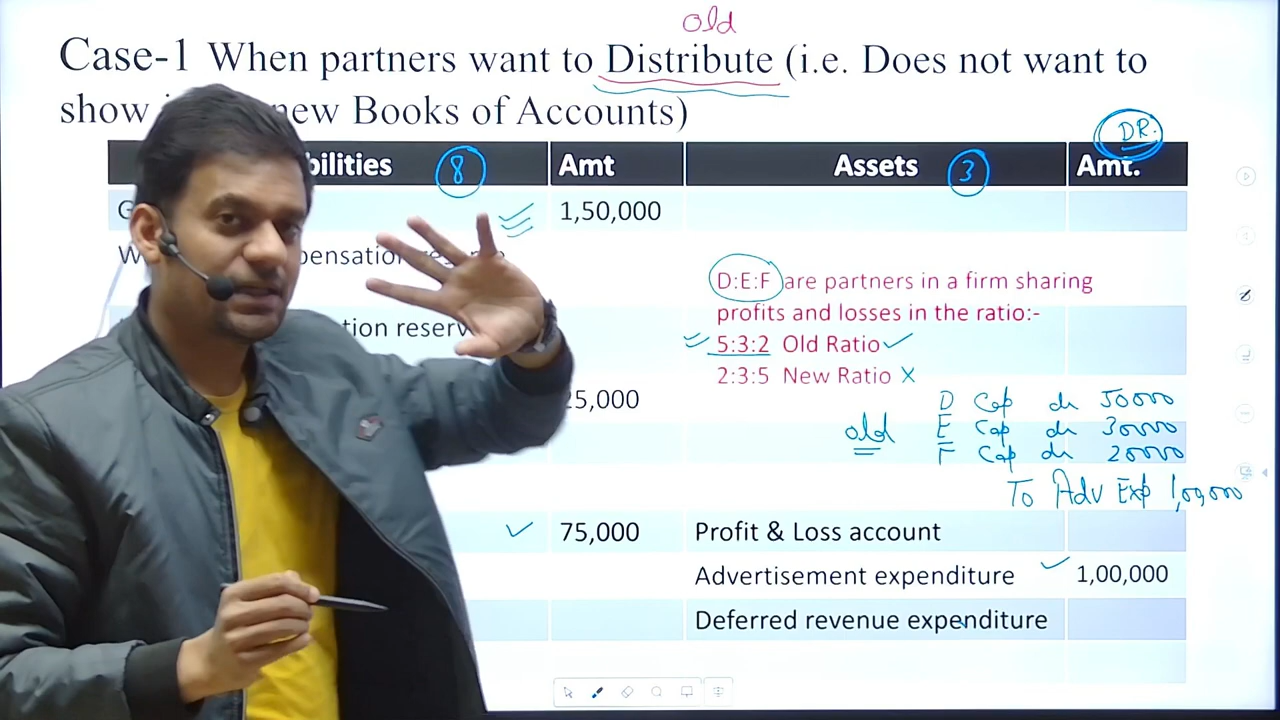 Old
Case-1 When partners want to Distribute (i.e. Does not want to
show new Books of Accounts)
DR.
bilities 8 Amt Assets 3 Amt.
G 1,50,000
W pensation reserve
D:E:F are partners in a firm sharing
profits and losses in the ratio:-
tion reserv
5:3:2 Old Ratio
2:3:5 New Ratio X
25,000
D Cap dr 50000
old E Cap dr 30000
F Cap dr 20000
To Adv Exp 1,00,000
75,000 Profit & Loss account
Advertisement expenditure 1,00,000
Deferred revenue expenditure